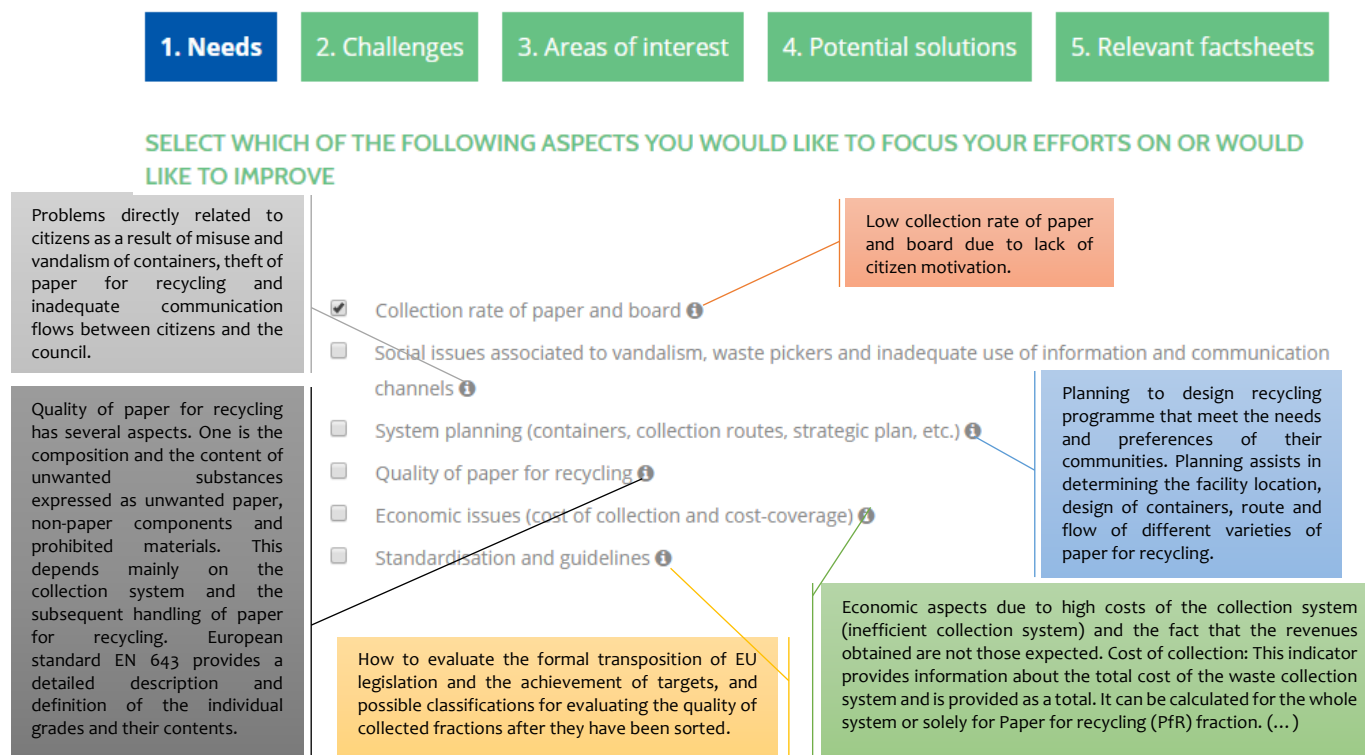 1. Needs
2. Challenges
3. Areas of interest
4. Potential solutions
5. Relevant factsheets
SELECT WHICH OF THE FOLLOWING ASPECTS YOU WOULD LIKE TO FOCUS YOUR EFFORTS ON OR WOULD
LIKE TO IMPROVE
Problems directly related to
citizens as a result of misuse and
vandalism of containers, theft of
paper for recycling and
inadequate communication
flows between citizens and the
council.
Low collection rate of paper
and board due to lack of
citizen motivation.
Collection rate of paper and board
Social issues associated to vandalism, waste pickers and inadequate use of information and communication
channels
System planning (containers, collection routes, strategic plan, etc.)
Quality of paper for recycling
Economic issues (cost of collection and cost-coverage)
Standardisation and guidelines
Quality of paper for recycling
has several aspects. One is the
composition and the content of
unwanted substances
expressed as unwanted paper,
non-paper components and
prohibited materials. This
depends mainly on the
collection system and the
subsequent handling of paper
for recycling. European
standard EN 643 provides a
detailed description and
definition of the individual
grades and their contents.
Planning to design recycling
programme that meet the needs
and preferences of their
communities. Planning assists in
determining the facility location,
design of containers, route and
flow of different varieties of
paper for recycling.
How to evaluate the formal transposition of EU
legislation and the achievement of targets, and
possible classifications for evaluating the quality of
collected fractions after they have been sorted.
Economic aspects due to high costs of the collection system
(inefficient collection system) and the fact that the revenues
obtained are not those expected. Cost of collection: This indicator
provides information about the total cost of the waste collection
system and is provided as a total. It can be calculated for the whole
system or solely for Paper for recycling (PfR) fraction. (…)